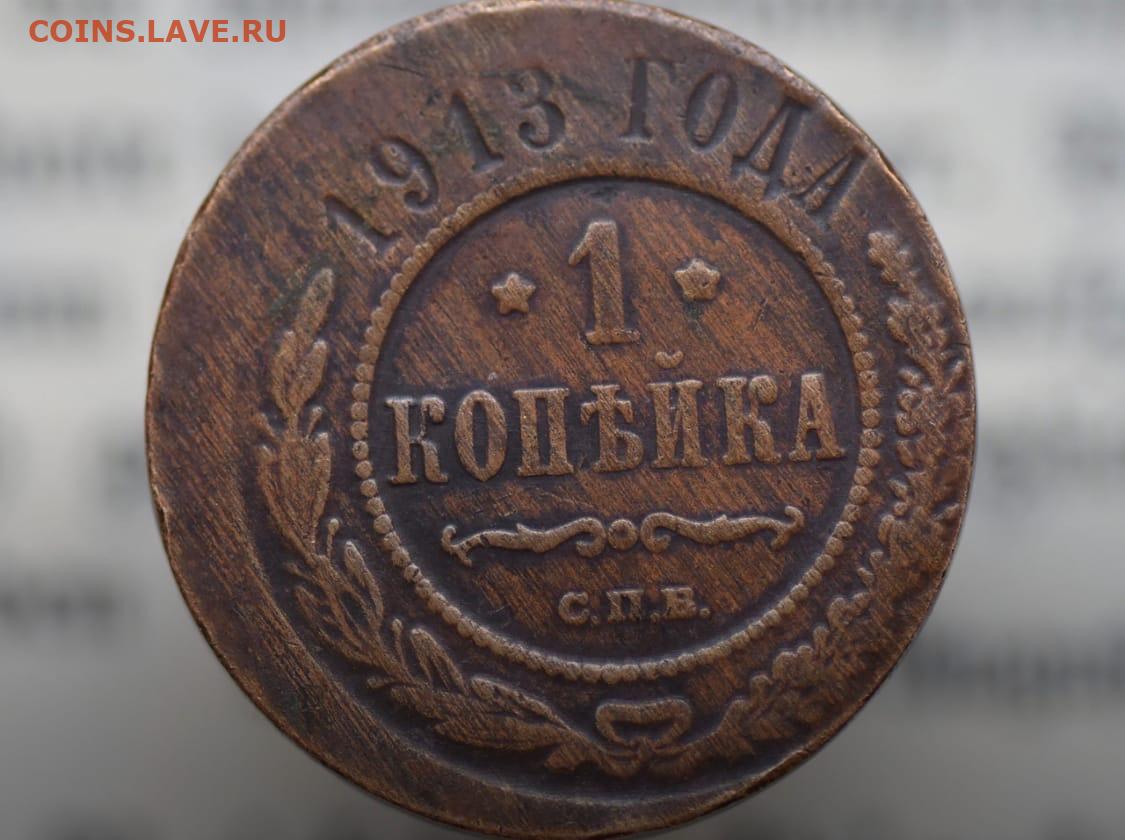 COINS.LAVE.RU
1913 ГОДА
1
КОПѢЙКА
С.П.Б.